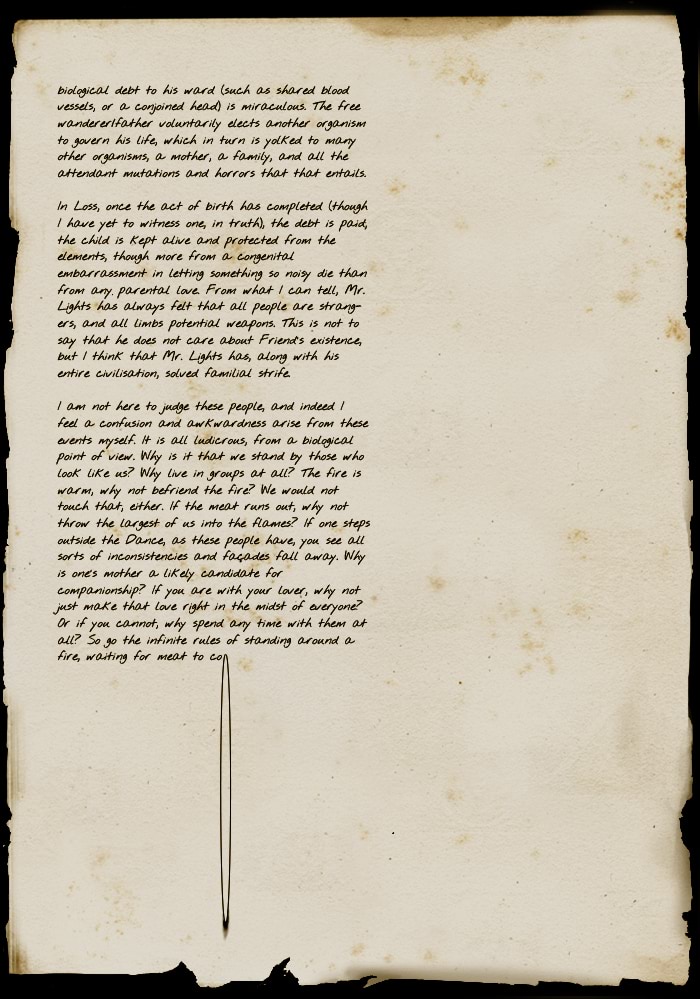 biological debt to his ward (such as shared blood
vessels, or a conjoined head) is miraculous. The free
wanderer/father voluntarily elects another organism
to govern his life, which in turn is yolked to many
other organisms, a mother, a family, and all the
attendant mutations and horrors that that entails.

In Loss, once the act of birth has completed (though
I have yet to witness one, in truth), the debt is paid,
the child is kept alive and protected from the
elements, though more from a congenital
embarrassment in letting something so noisy die than
from any parental love. From what I can tell, Mr.
Lights has always felt that all people are strang-
ers, and all limbs potential weapons. This is not to
say that he does not care about Friend's existence,
but I think that Mr. Lights has, along with his
entire civilisation, solved familial strife.

I am not here to judge these people, and indeed I
feel a confusion and awkwardness arise from these
events myself. It is all ludicrous, from a biological
point of view. Why is it that we stand by those who
look like us? Why live in groups at all? The fire is
warm, why not befriend the fire? We would not
touch that, either. If the meat runs out, why not
throw the largest of us into the flames? If one steps
outside the Dance, as these people have, you see all
sorts of inconsistencies and façades fall away. Why
is one's mother a likely candidate for
companionship? If you are with your lover, why not
just make that love right in the midst of everyone?
Or if you cannot, why spend any time with them at
all? So go the infinite rules of standing around a
fire, waiting for meat to co